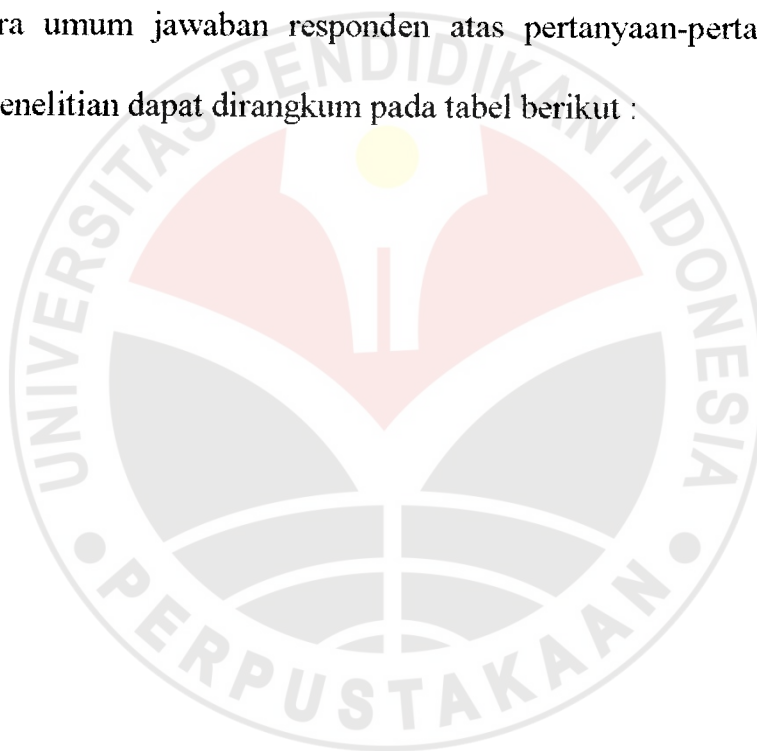 ra umum jawaban responden atas pertanyaan-perta
enelitian dapat dirangkum pada tabel berikut :
UNIVERSITAS PENDIDIKAN INDONESIA
PERPUSTAKAAN